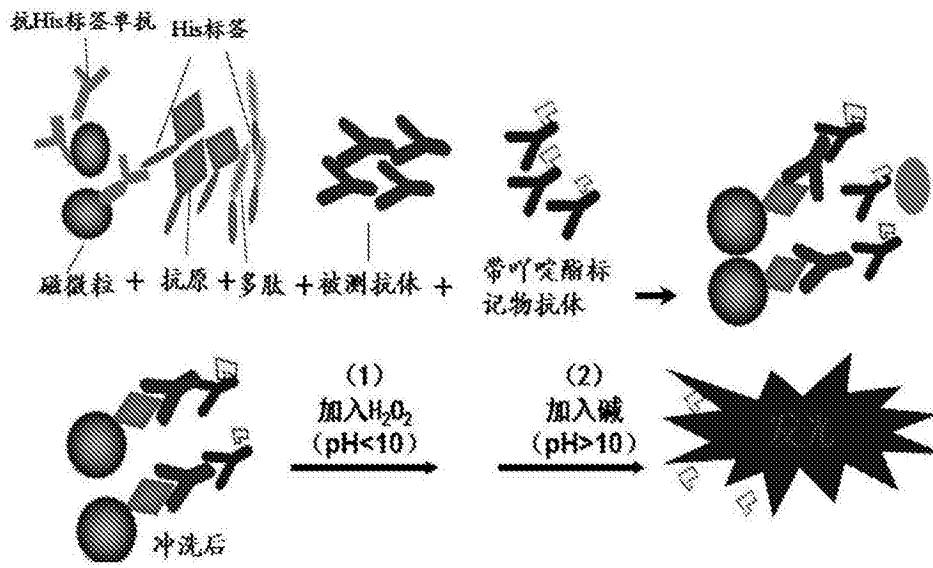 抗His标签单抗 His标签
磁微粒 + 抗原 + 多肽 + 被测抗体 + 带吖啶酯标
记物抗体
(1)
加入H₂O₂
(pH<10)
(2)
加入碱
(pH>10)
冲洗后